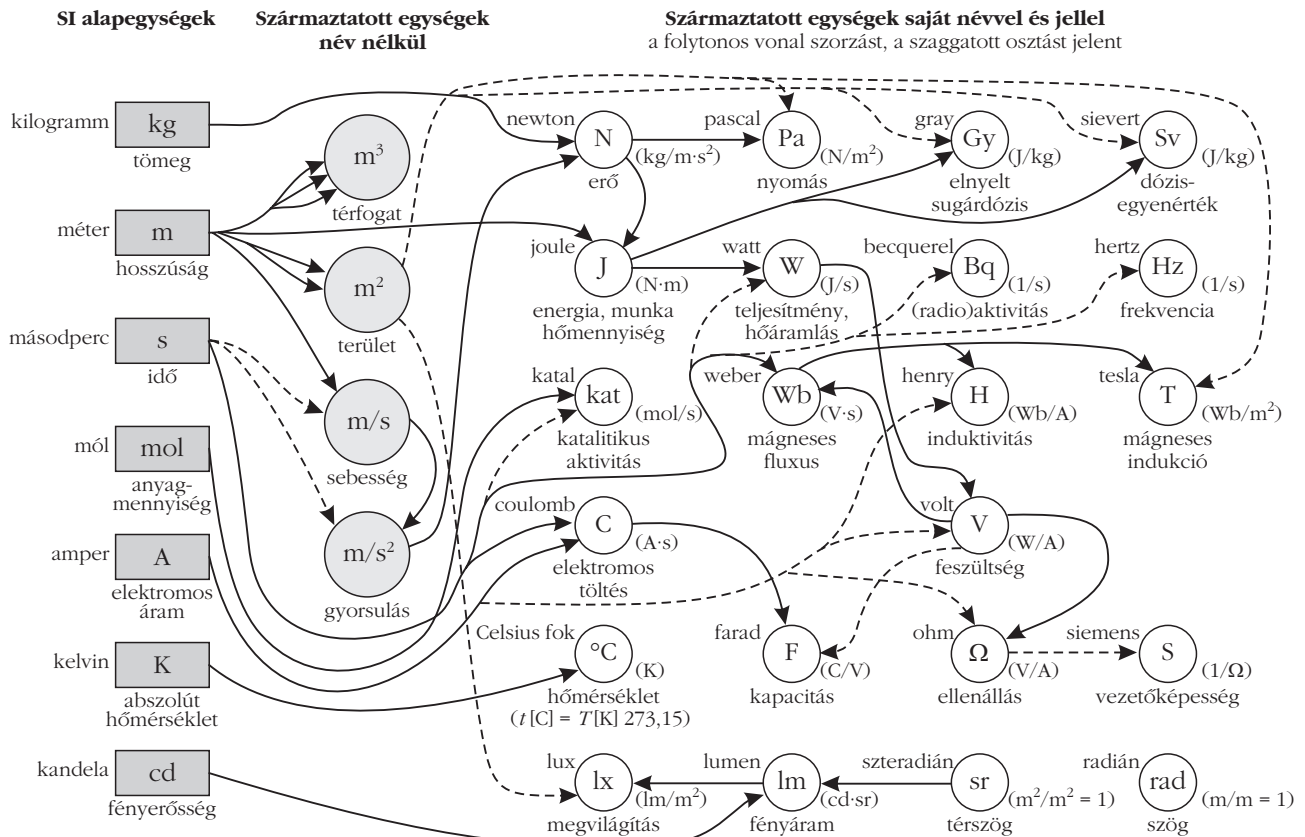 SI alapegységek
Származtatott egységek
név nélkül
Származtatott egységek saját névvel és jellel
a folytonos vonal szorzást, a szaggatott osztást jelent
kilogramm
kg
tömeg
méter
m
hosszúság
másodperc
s
idő
mól
mol
anyag-
mennyiség
amper
A
elektromos
áram
kelvin
K
abszolút
hőmérséklet
kandela
cd
fényerősség
m³
térfogat
m²
terület
m/s
sebesség
m/s²
gyorsulás
newton
N
(kg/m·s²)
erő
pascal
Pa
(N/m²)
nyomás
gray
Gy
(J/kg)
elnyelt
sugárdózis
sievert
Sv
(J/kg)
dózis-
egyenérték
joule
J
(N·m)
energia, munka
hőmennyiség
watt
W
(J/s)
teljesítmény,
hőáramlás
becquerel
Bq
(1/s)
(radio)aktivitás
hertz
Hz
(1/s)
frekvencia
katal
kat
(mol/s)
katalitikus
aktivitás
weber
Wb
(V·s)
mágneses
fluxus
henry
H
(Wb/A)
induktivitás
tesla
T
(Wb/m²)
mágneses
indukció
coulomb
C
(A·s)
elektromos
töltés
volt
V
(W/A)
feszültség
Celsius fok
°C
(K)
hőmérséklet
(t [C] = T[K] 273,15)
farad
F
(C/V)
kapacitás
ohm
Ω
(V/A)
ellenállás
siemens
S
(1/Ω)
vezetőképesség
lux
lx
(lm/m²)
megvilágítás
lumen
lm
(cd·sr)
fényáram
szteradián
sr
(m²/m² = 1)
térszög
radián
rad
(m/m = 1)
szög